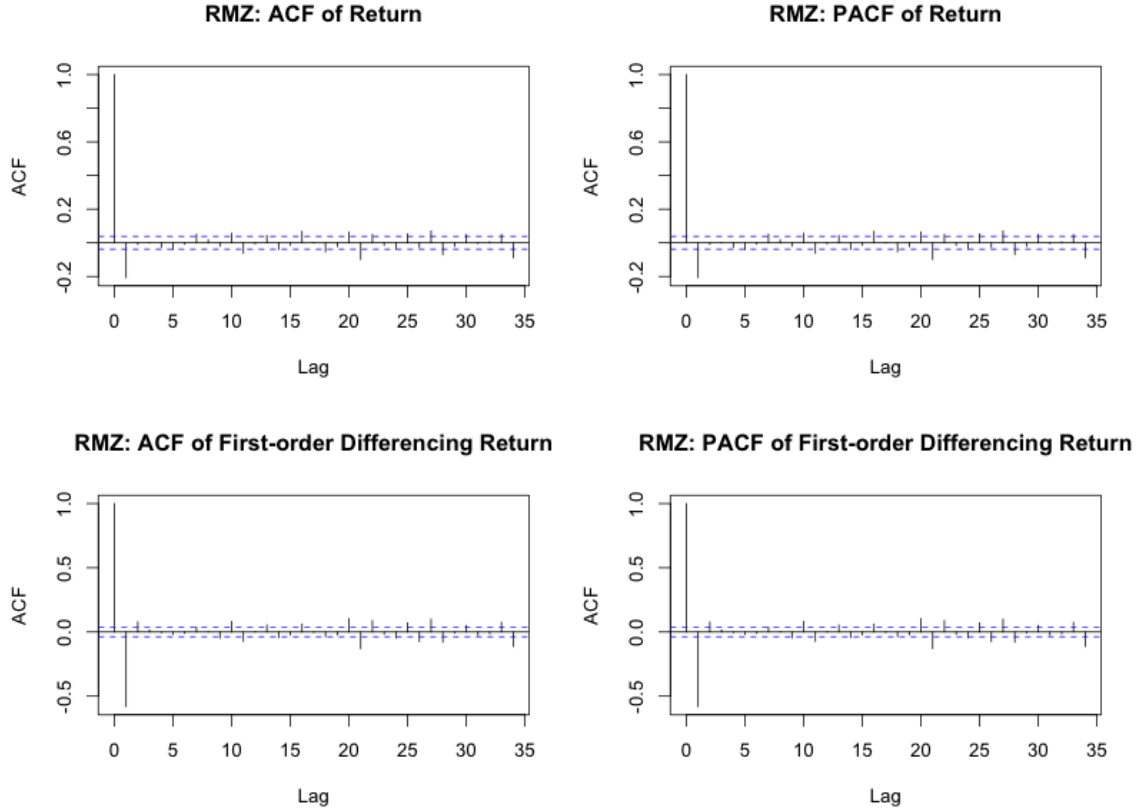 RMZ: ACF of Return
ACF
1.0
0.6
0.2
-0.2
0 5 10 15 20 25 30 35
Lag
RMZ: PACF of Return
ACF
1.0
0.6
0.2
-0.2
0 5 10 15 20 25 30 35
Lag
RMZ: ACF of First-order Differencing Return
ACF
1.0
0.5
0.0
-0.5
0 5 10 15 20 25 30 35
Lag
RMZ: PACF of First-order Differencing Return
ACF
1.0
0.5
0.0
-0.5
0 5 10 15 20 25 30 35
Lag